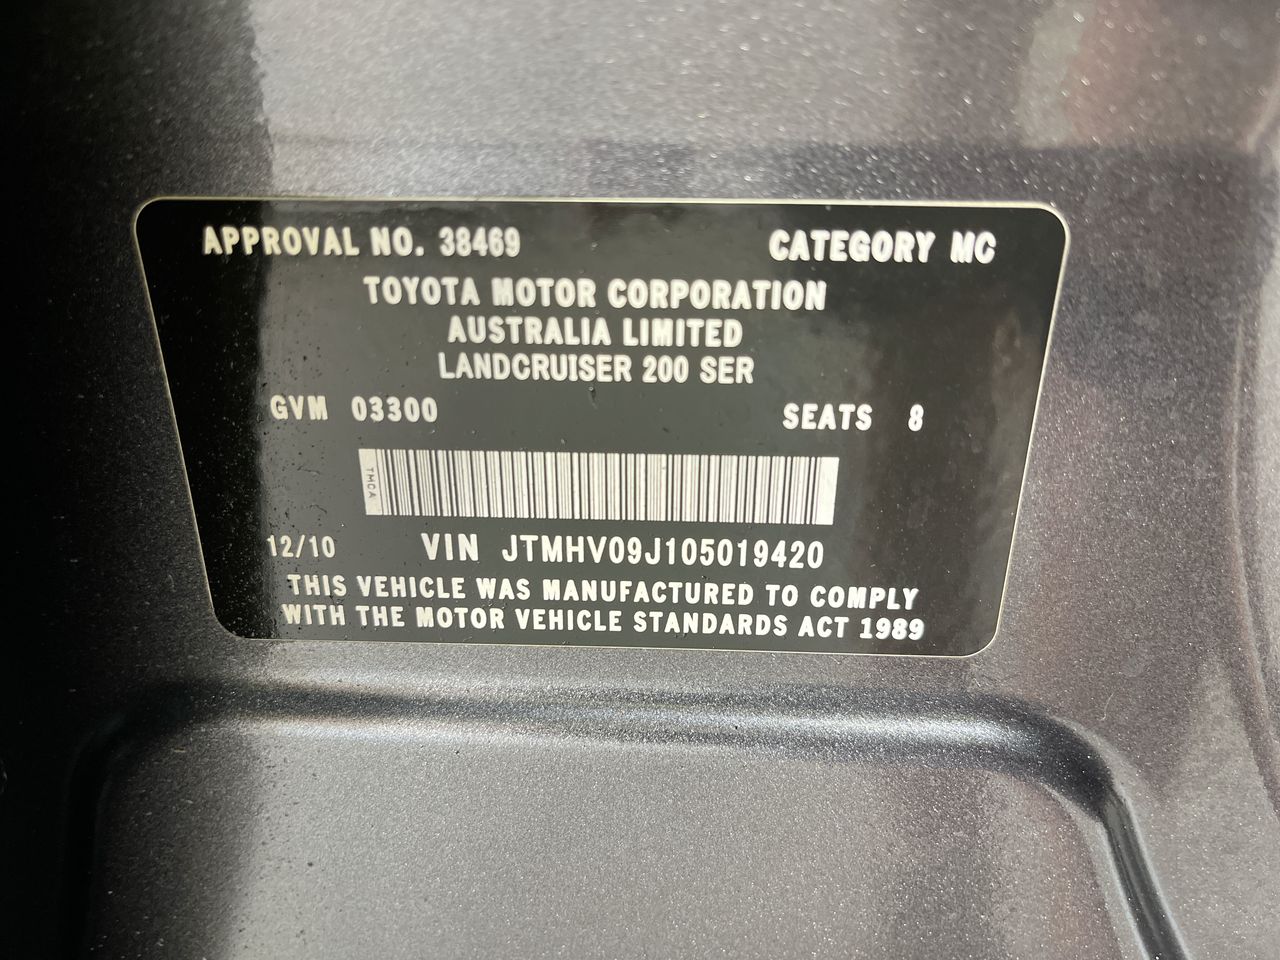 APPROVAL NO. 38469 CATEGORY MC
TOYOTA MOTOR CORPORATION
AUSTRALIA LIMITED
LANDCRUISER 200 SER
GVM 03300 SEATS 8
TMCA
12/10 VIN JTMHV09J105019420
THIS VEHICLE WAS MANUFACTURED TO COMPLY
WITH THE MOTOR VEHICLE STANDARDS ACT 1989